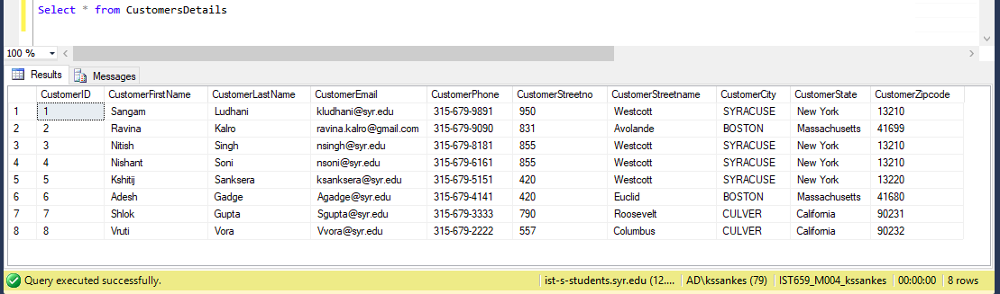 Select * from CustomersDetails
100 %
Results Messages
CustomerID CustomerFirstName CustomerLastName CustomerEmail CustomerPhone CustomerStreetno CustomerStreetname CustomerCity CustomerState CustomerZipcode
1 1 Sangam Ludhani kludhani@syr.edu 315-679-9891 950 Westcott SYRACUSE New York 13210
2 2 Ravina Kalro ravina.kalro@gmail.com 315-679-9090 831 Avolande BOSTON Massachusetts 41699
3 3 Nitish Singh nsingh@syr.edu 315-679-8181 855 Westcott SYRACUSE New York 13210
4 4 Nishant Soni nsoni@syr.edu 315-679-6161 855 Westcott SYRACUSE New York 13210
5 5 Kshitij Sanksera ksanksera@syr.edu 315-679-5151 420 Westcott SYRACUSE New York 13220
6 6 Adesh Gadge Agadge@syr.edu 315-679-4141 420 Euclid BOSTON Massachusetts 41680
7 7 Shlok Gupta Sgupta@syr.edu 315-679-3333 790 Roosevelt CULVER California 90231
8 8 Vruti Vora Vvora@syr.edu 315-679-2222 557 Columbus CULVER California 90232
Query executed successfully. ist-s-students.syr.edu (12.... AD\kssankes (79) IST659_M004_kssankes 00:00:00 8 rows